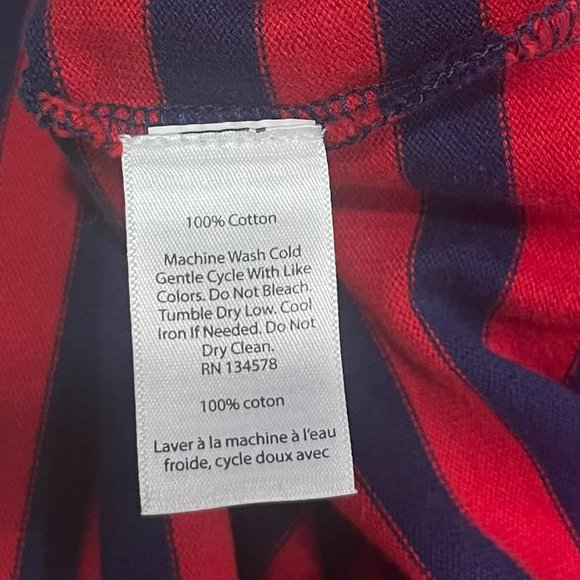 100% Cotton
Machine Wash Cold
Gentle Cycle With Like
Colors. Do Not Bleach.
Tumble Dry Low. Cool
Iron If Needed. Do Not
Dry Clean.
RN 134578
100% coton
Laver à la machine à l'eau
froide, cycle doux avec